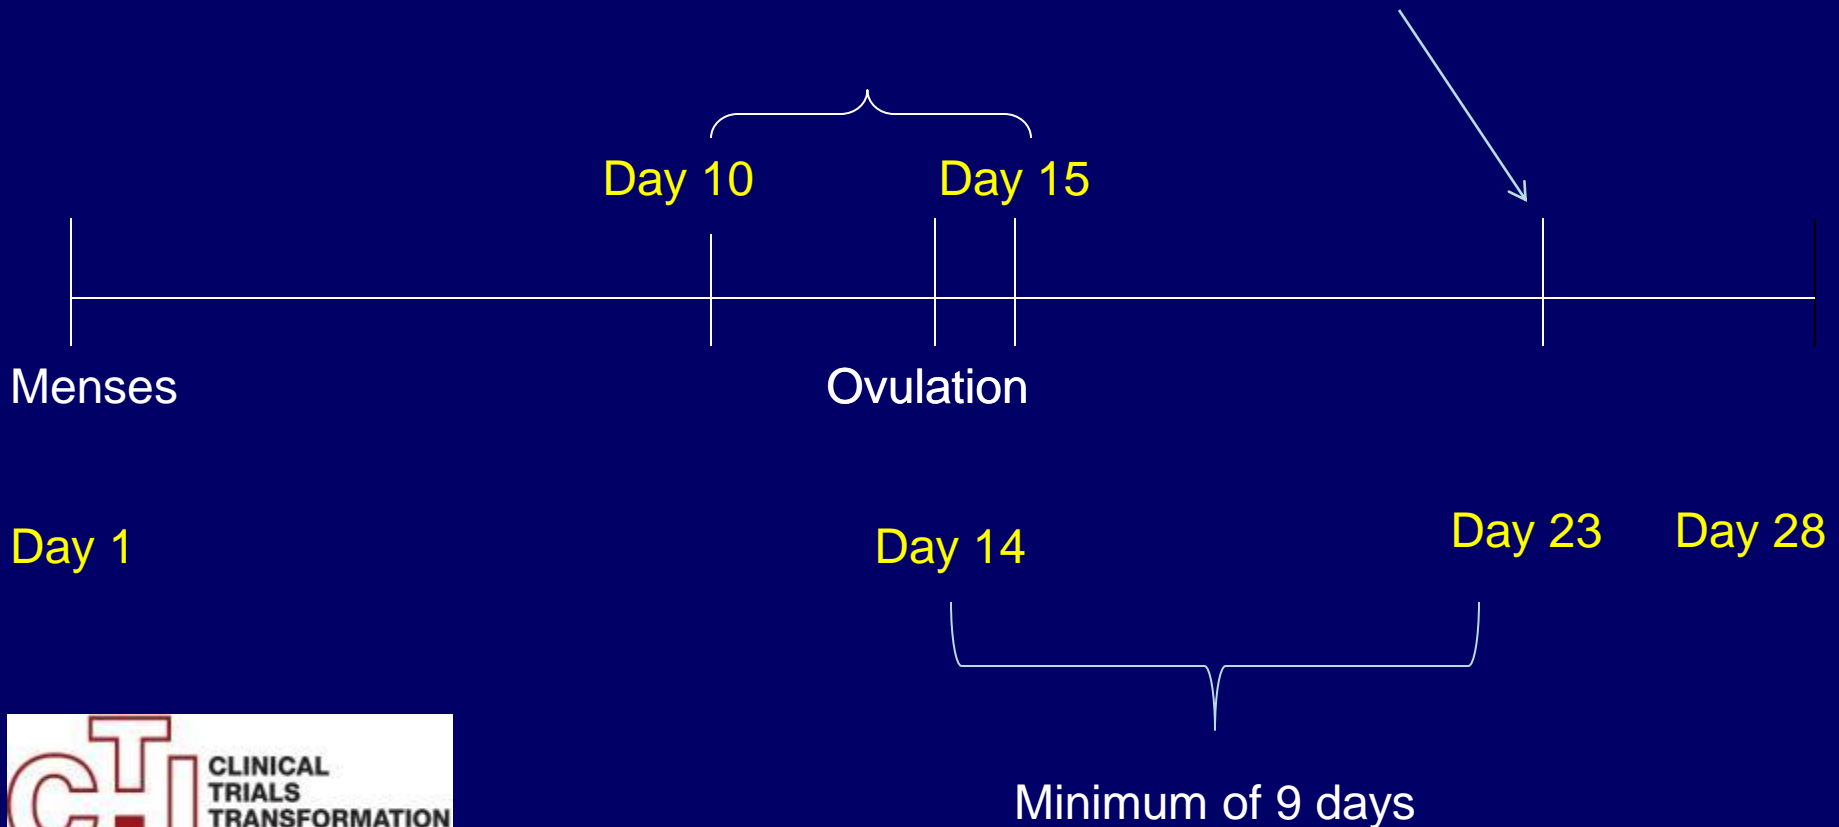 Day 10 Day 15
Menses Ovulation
Day 1 Day 14 Day 23 Day 28
Minimum of 9 days
CTTI CLINICAL
TRIALS
TRANSFORMATION